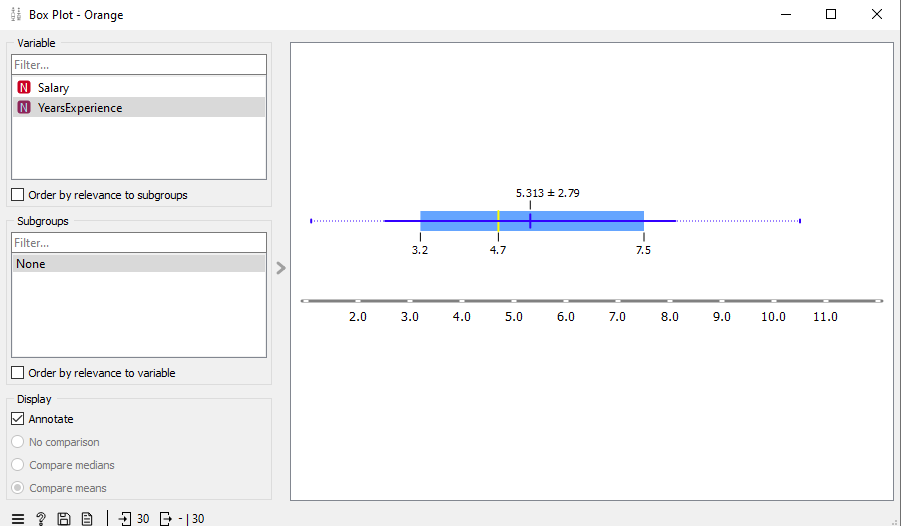 Box Plot - Orange
Variable
Filter...
N Salary
N YearsExperience
Order by relevance to subgroups
Subgroups
Filter...
None
Order by relevance to variable
Display
Annotate
No comparison
Compare medians
Compare means
? 30 - | 30
5.313 ± 2.79
3.2 4.7 7.5
2.0 3.0 4.0 5.0 6.0 7.0 8.0 9.0 10.0 11.0